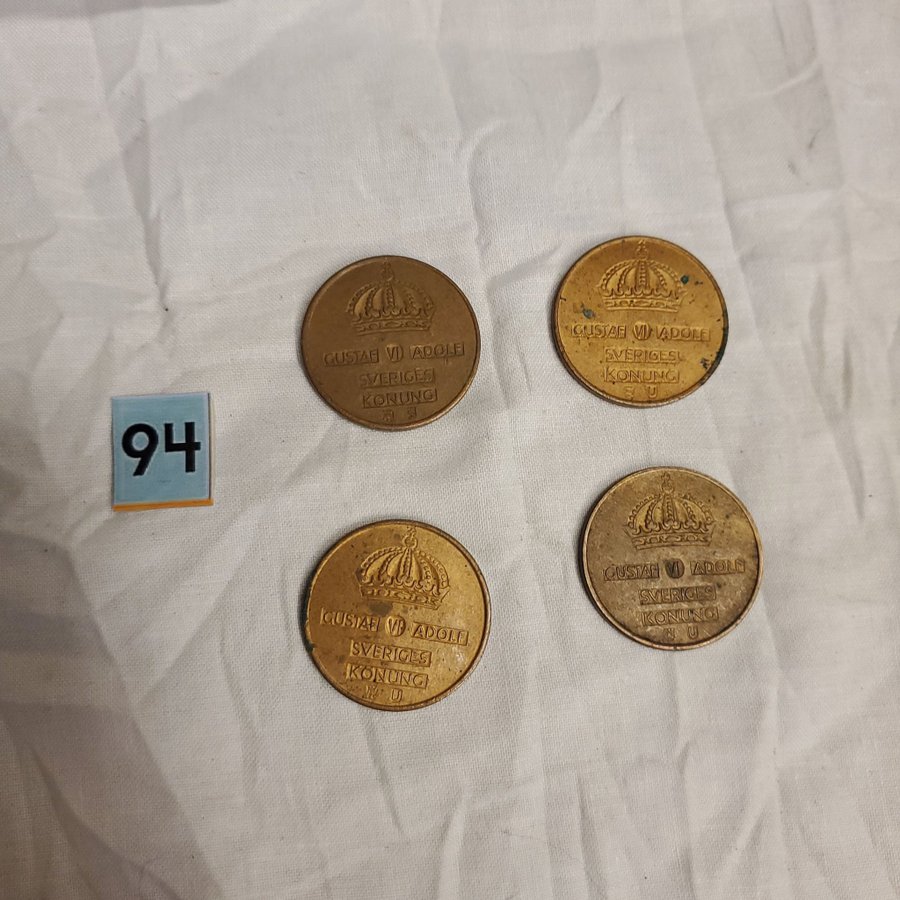 GUSTAF VI ADOLF
SVERIGES
KONUNG
GUSTAF VI ADOLF
SVERIGES
KONUNG
U
94
GUSTAF VI ADOLF
SVERIGES
KONUNG
U
GUSTAF VI ADOLF
SVERIGES
KONUNG
U